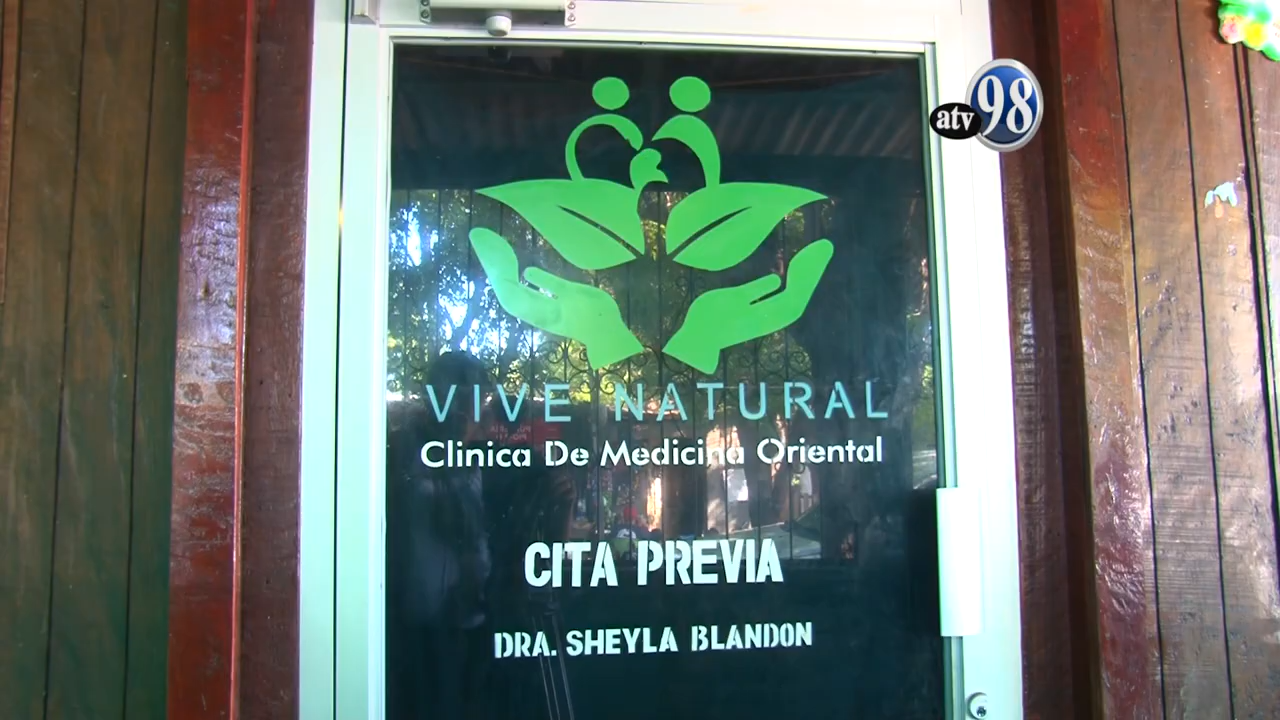 atv 98
VIVE NATURAL
Clinica De Medicina Oriental
CITA PREVIA
DRA. SHEYLA BLANDON